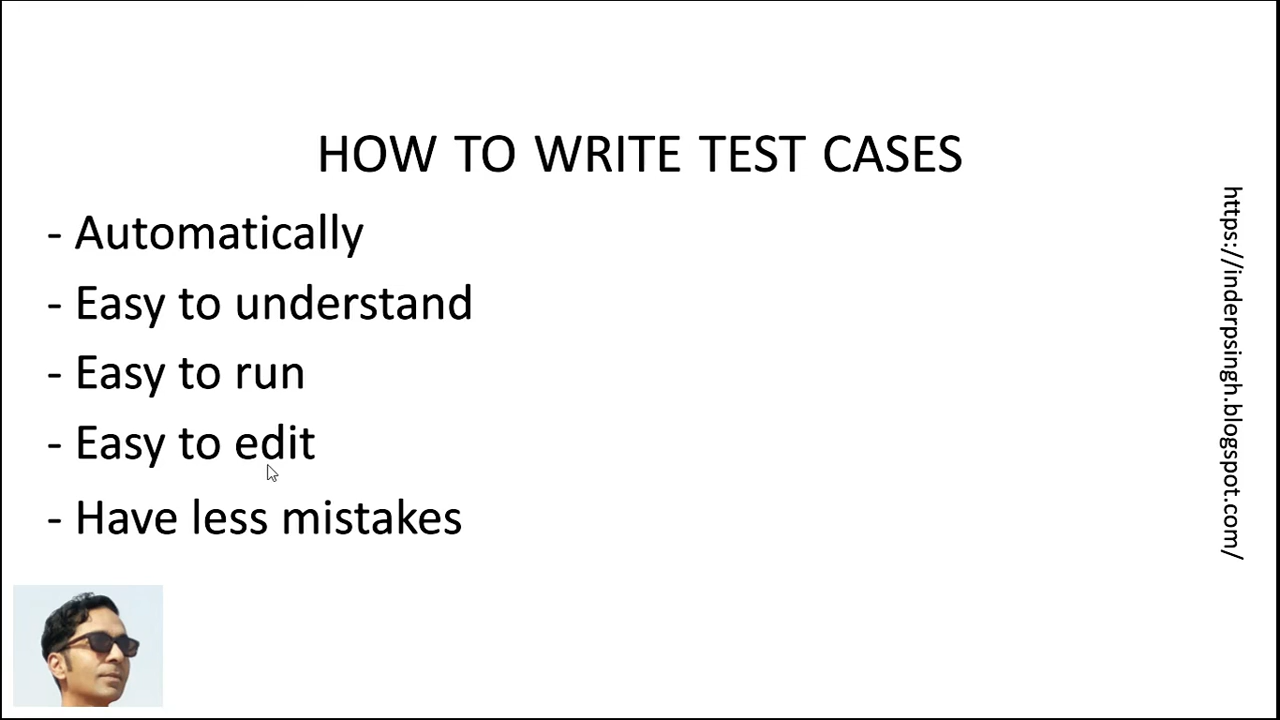 HOW TO WRITE TEST CASES
- Automatically
- Easy to understand
- Easy to run
- Easy to edit
- Have less mistakes
https://inderpsingh.blogspot.com/